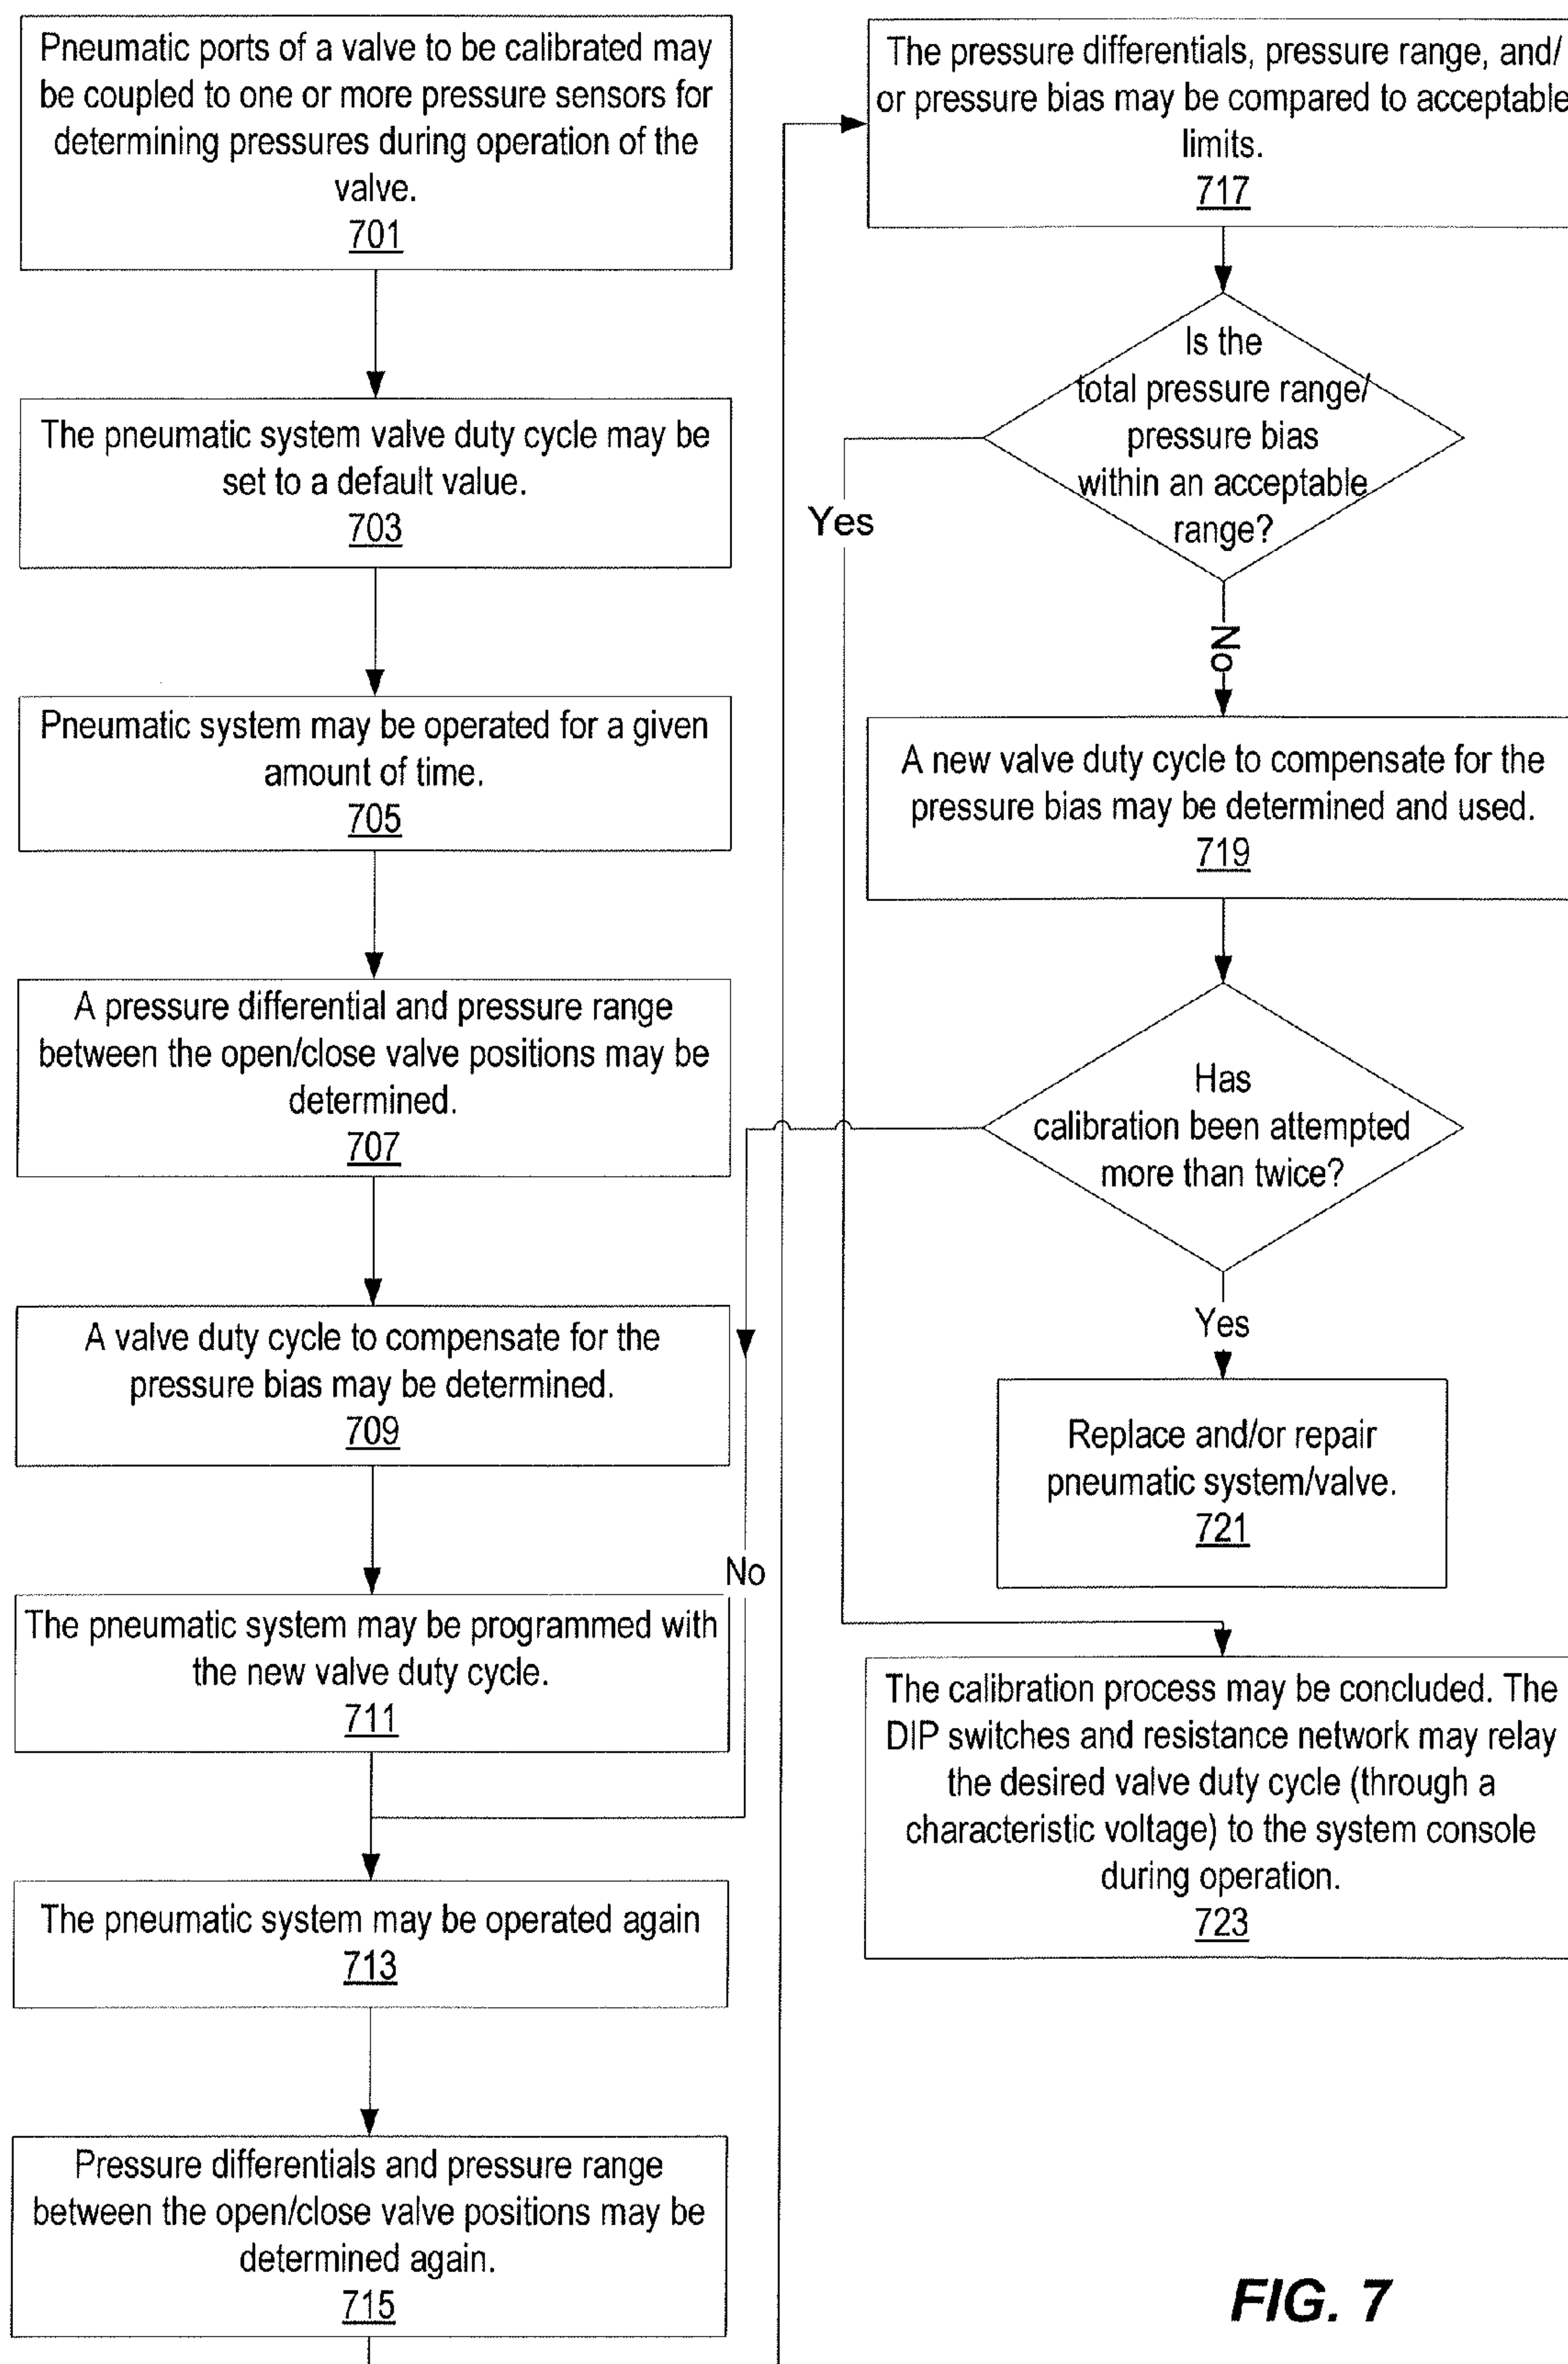 Pneumatic ports of a valve to be calibrated may
be coupled to one or more pressure sensors for
determining pressures during operation of the
valve.
701
The pneumatic system valve duty cycle may be
set to a default value.
703
Pneumatic system may be operated for a given
amount of time.
705
A pressure differential and pressure range
between the open/close valve positions may be
determined.
707
A valve duty cycle to compensate for the
pressure bias may be determined.
709
The pneumatic system may be programmed with
the new valve duty cycle.
711
The pneumatic system may be operated again
713
Pressure differentials and pressure range
between the open/close valve positions may be
determined again.
715
The pressure differentials, pressure range, and/
or pressure bias may be compared to acceptable
limits.
717
Is the
total pressure range/
pressure bias
within an acceptable
range?
Yes
No
A new valve duty cycle to compensate for the
pressure bias may be determined and used.
719
Has
calibration been attempted
more than twice?
No
Yes
Replace and/or repair
pneumatic system/valve.
721
The calibration process may be concluded. The
DIP switches and resistance network may relay
the desired valve duty cycle (through a
characteristic voltage) to the system console
during operation.
723
FIG. 7